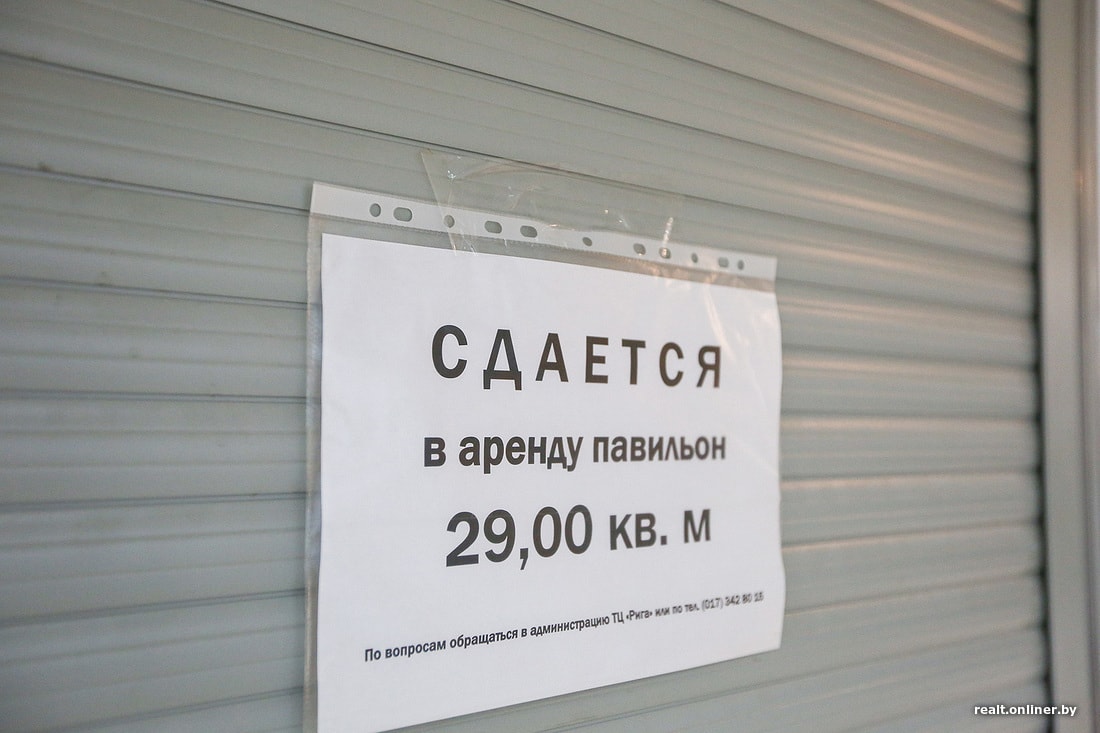 СДАЕТСЯ
в аренду павильон
29,00 кв. м
По вопросам обращаться в администрацию ТЦ «Рига» или по тел. (017) 342 80 15
realt.onliner.by